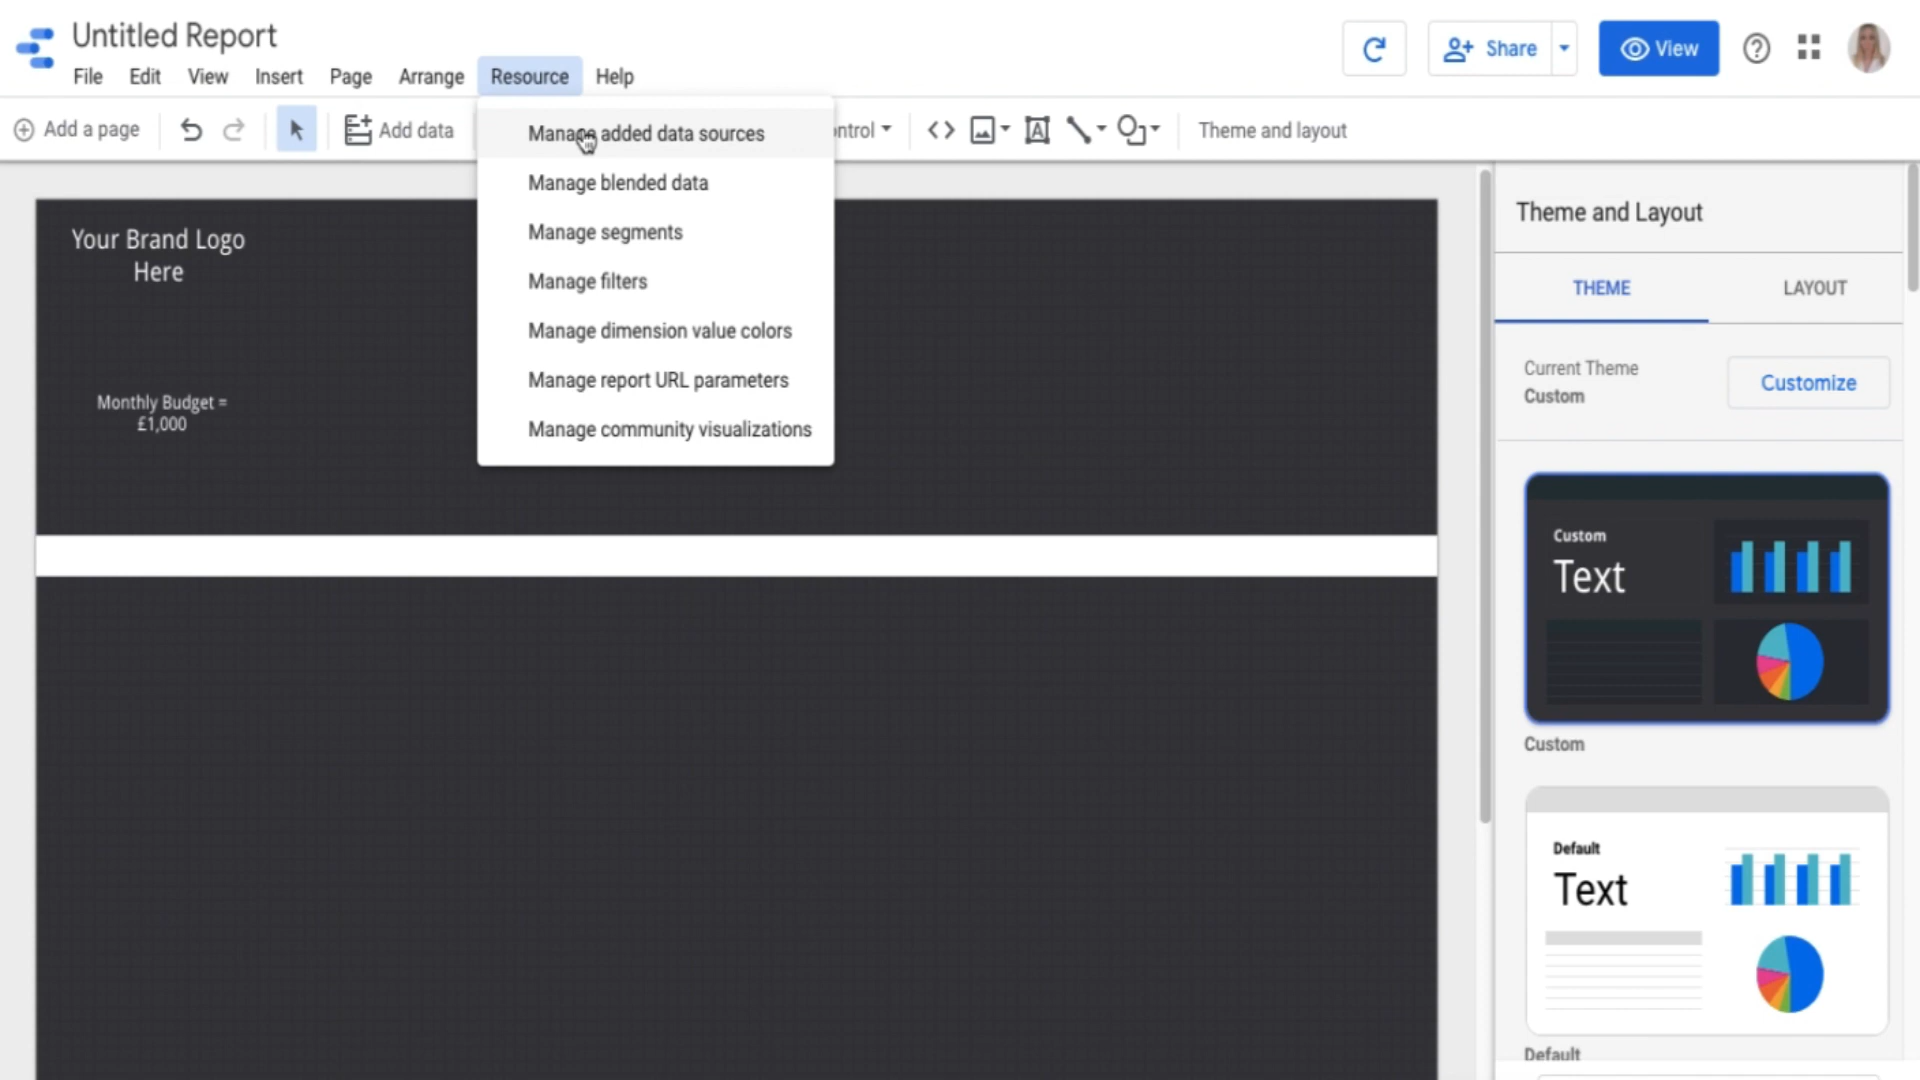 Untitled Report
File Edit View Insert Page Arrange Resource Help
Share
View
Add a page
Add data
ontrol
Theme and layout
Manage added data sources
Manage blended data
Manage segments
Manage filters
Manage dimension value colors
Manage report URL parameters
Manage community visualizations
Your Brand Logo
Here
Monthly Budget =
£1,000
Theme and Layout
THEME LAYOUT
Current Theme
Custom
Customize
Custom
Text
Custom
Default
Text
Default